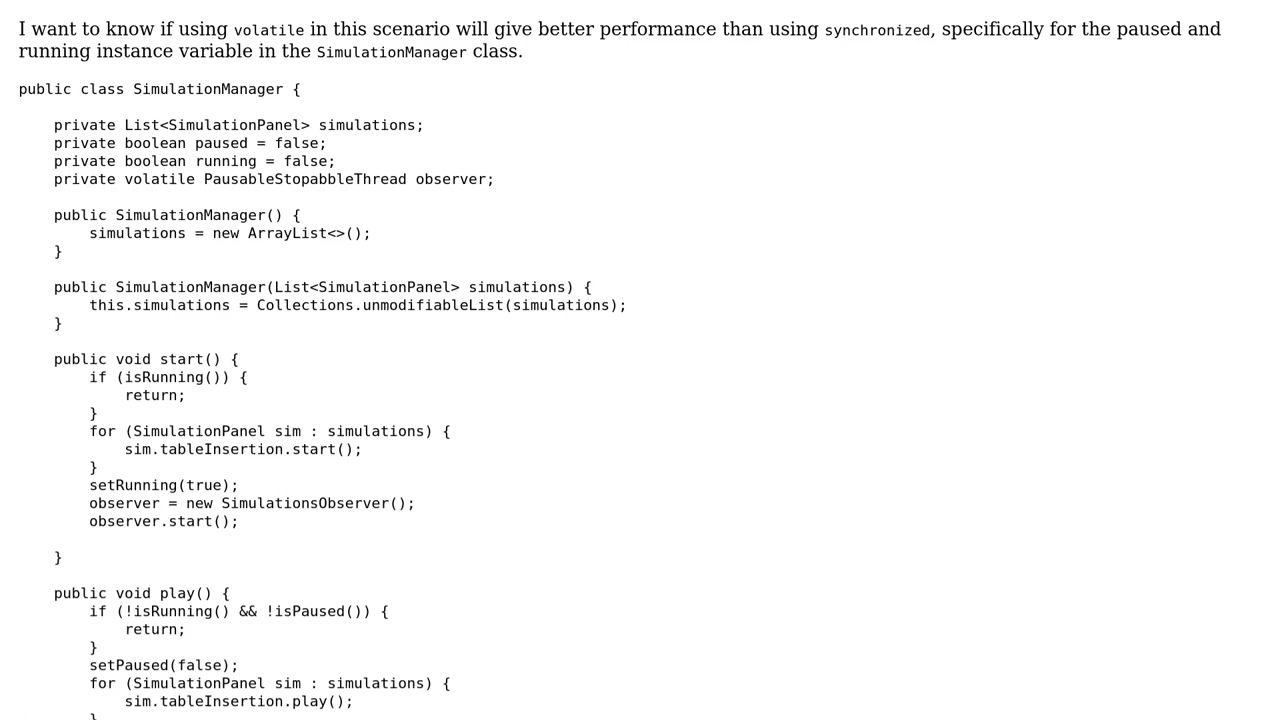 I want to know if using volatile in this scenario will give better performance than using synchronized, specifically for the paused and
running instance variable in the SimulationManager class.
public class SimulationManager {
    private List<SimulationPanel> simulations;
    private boolean paused = false;
    private boolean running = false;
    private volatile PausableStopabbleThread observer;
    public SimulationManager() {
        simulations = new ArrayList<>();
    }
    public SimulationManager(List<SimulationPanel> simulations) {
        this.simulations = Collections.unmodifiableList(simulations);
    }
    public void start() {
        if (isRunning()) {
            return;
        }
        for (SimulationPanel sim : simulations) {
            sim.tableInsertion.start();
        }
        setRunning(true);
        observer = new SimulationsObserver();
        observer.start();
    }
    public void play() {
        if (!isRunning() && !isPaused()) {
            return;
        }
        setPaused(false);
        for (SimulationPanel sim : simulations) {
            sim.tableInsertion.play();
        }